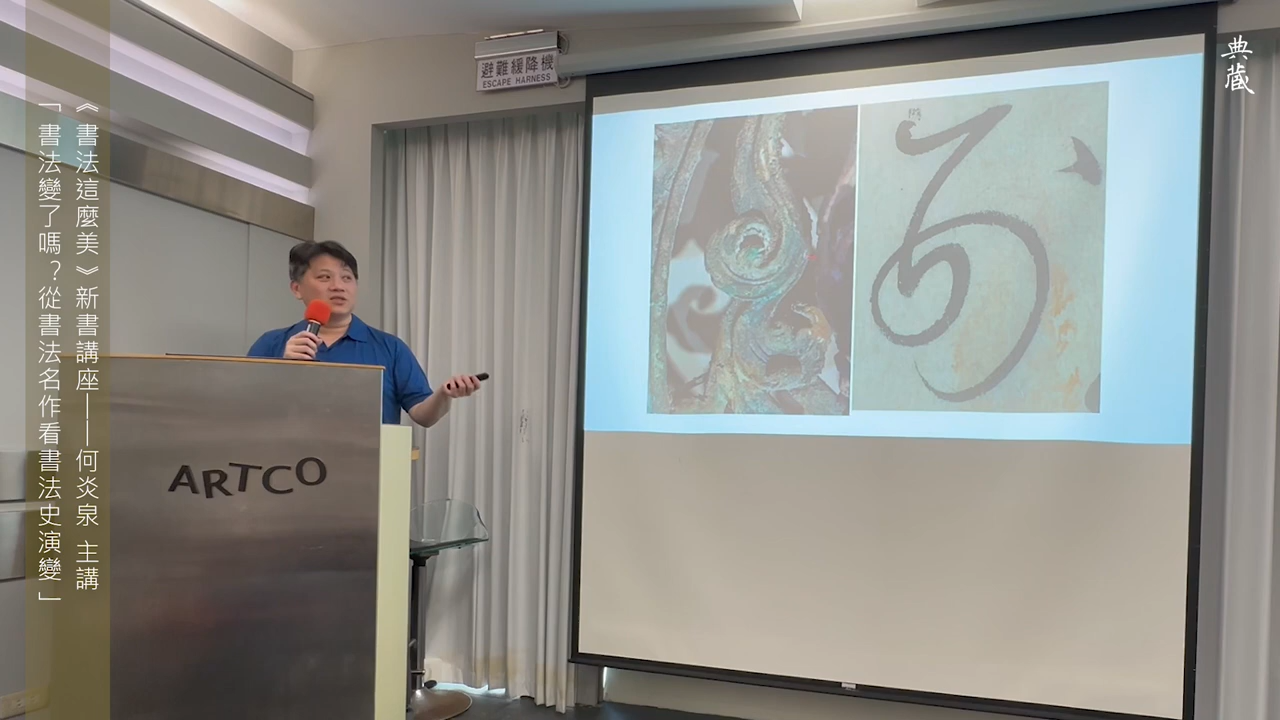 《書法這麼美》新書講座——何炎泉 主講
「書法變了嗎？從書法名作看書法史演變」
避難緩降機
ESCAPE HARNESS
典藏
ARTCO